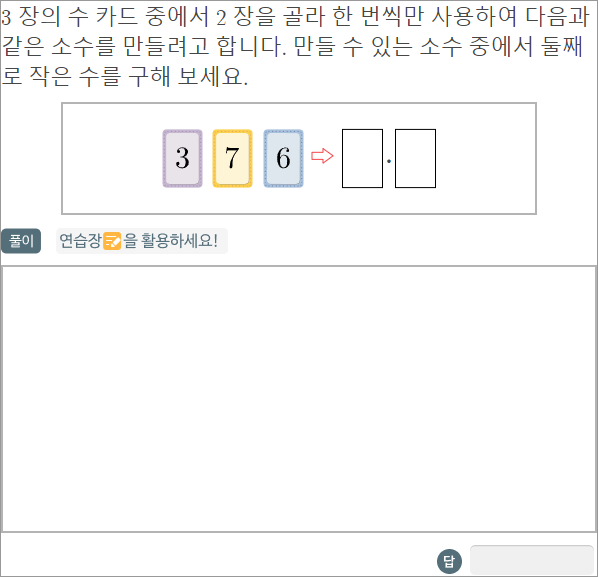 3 장의 수 카드 중에서 2 장을 골라 한 번씩만 사용하여 다음과
같은 소수를 만들려고 합니다. 만들 수 있는 소수 중에서 둘째
로 작은 수를 구해 보세요.
3 7 6 ⇨ □.□
풀이 연습장📝을 활용하세요!
답